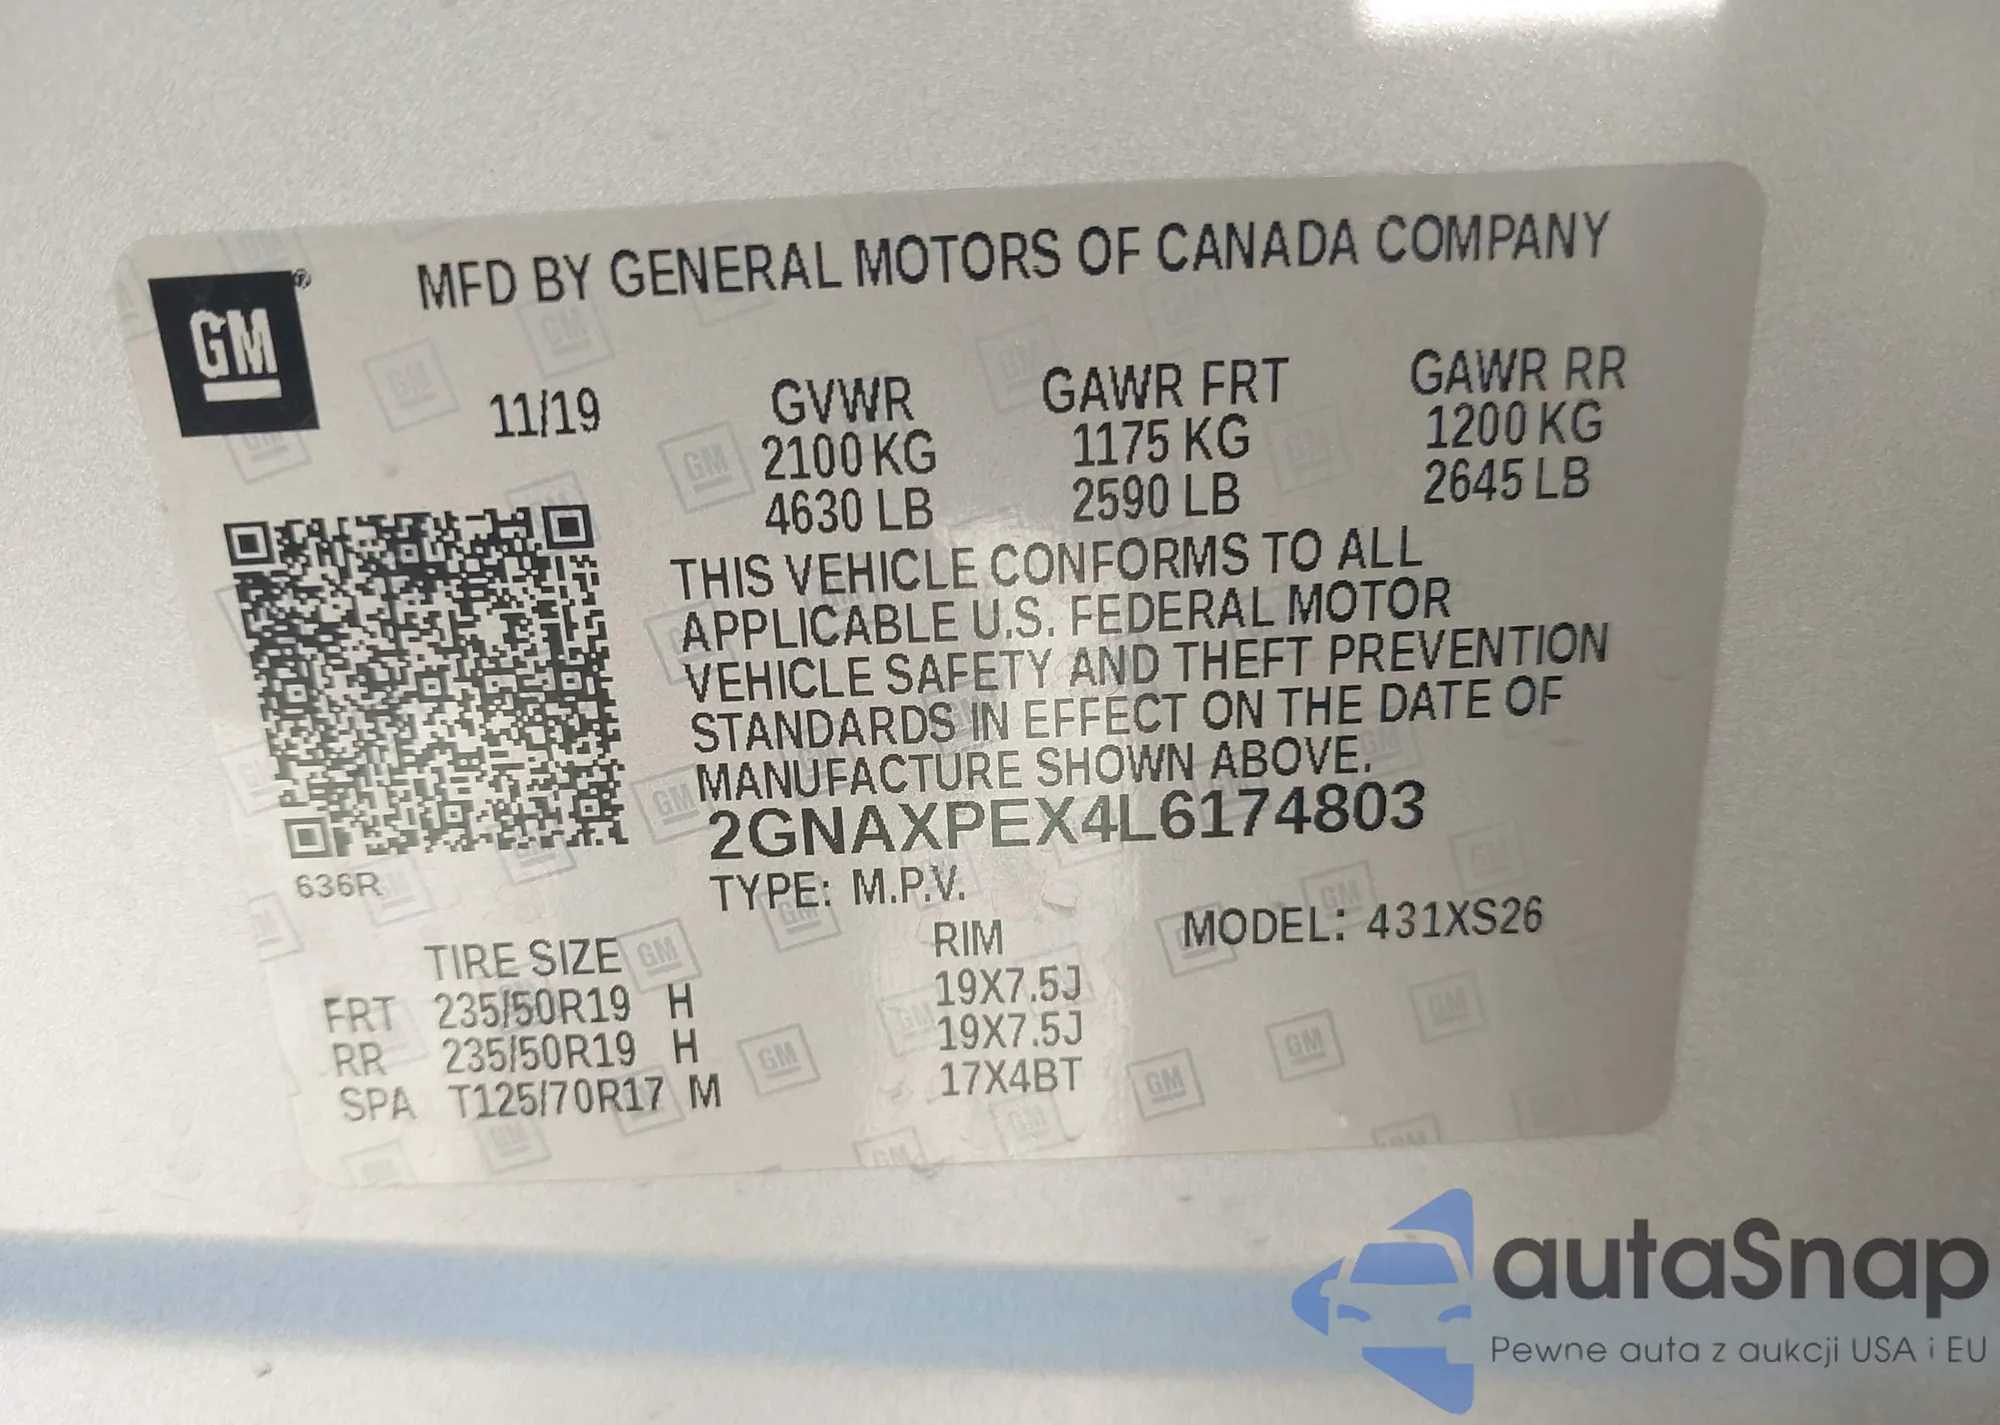 GM®
MFD BY GENERAL MOTORS OF CANADA COMPANY
11/19 GVWR GAWR FRT GAWR RR
2100 KG 1175 KG 1200 KG
4630 LB 2590 LB 2645 LB
THIS VEHICLE CONFORMS TO ALL
APPLICABLE U.S. FEDERAL MOTOR
VEHICLE SAFETY AND THEFT PREVENTION
STANDARDS IN EFFECT ON THE DATE OF
MANUFACTURE SHOWN ABOVE.
2GNAXPEX4L6174803
636R
TYPE: M.P.V.
MODEL: 431XS26
TIRE SIZE RIM
FRT 235/50R19 H 19X7.5J
RR 235/50R19 H 19X7.5J
SPA T125/70R17 M 17X4BT
autaSnap
Pewne auta z aukcji USA i EU